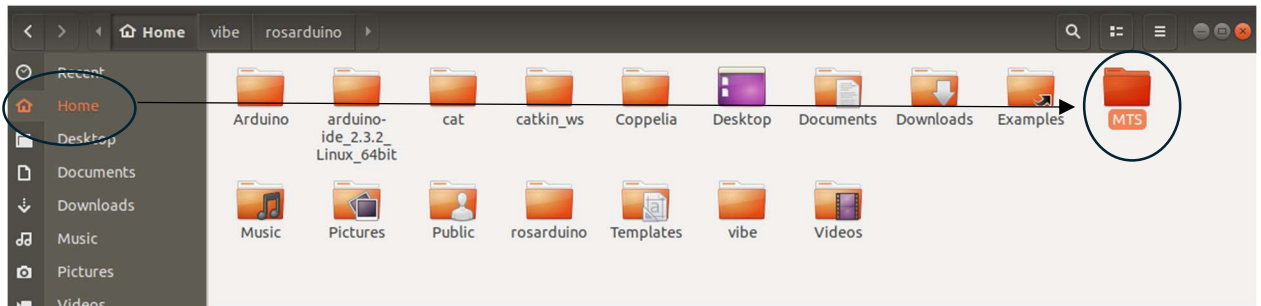 Home vibe rosarduino
Recent
Home
Desktop
Documents
Downloads
Music
Pictures
Videos
Arduino
arduino-
ide_2.3.2_
Linux_64bit
cat
catkin_ws
Coppelia
Desktop
Documents
Downloads
Examples
MTS
Music
Pictures
Public
rosarduino
Templates
vibe
Videos